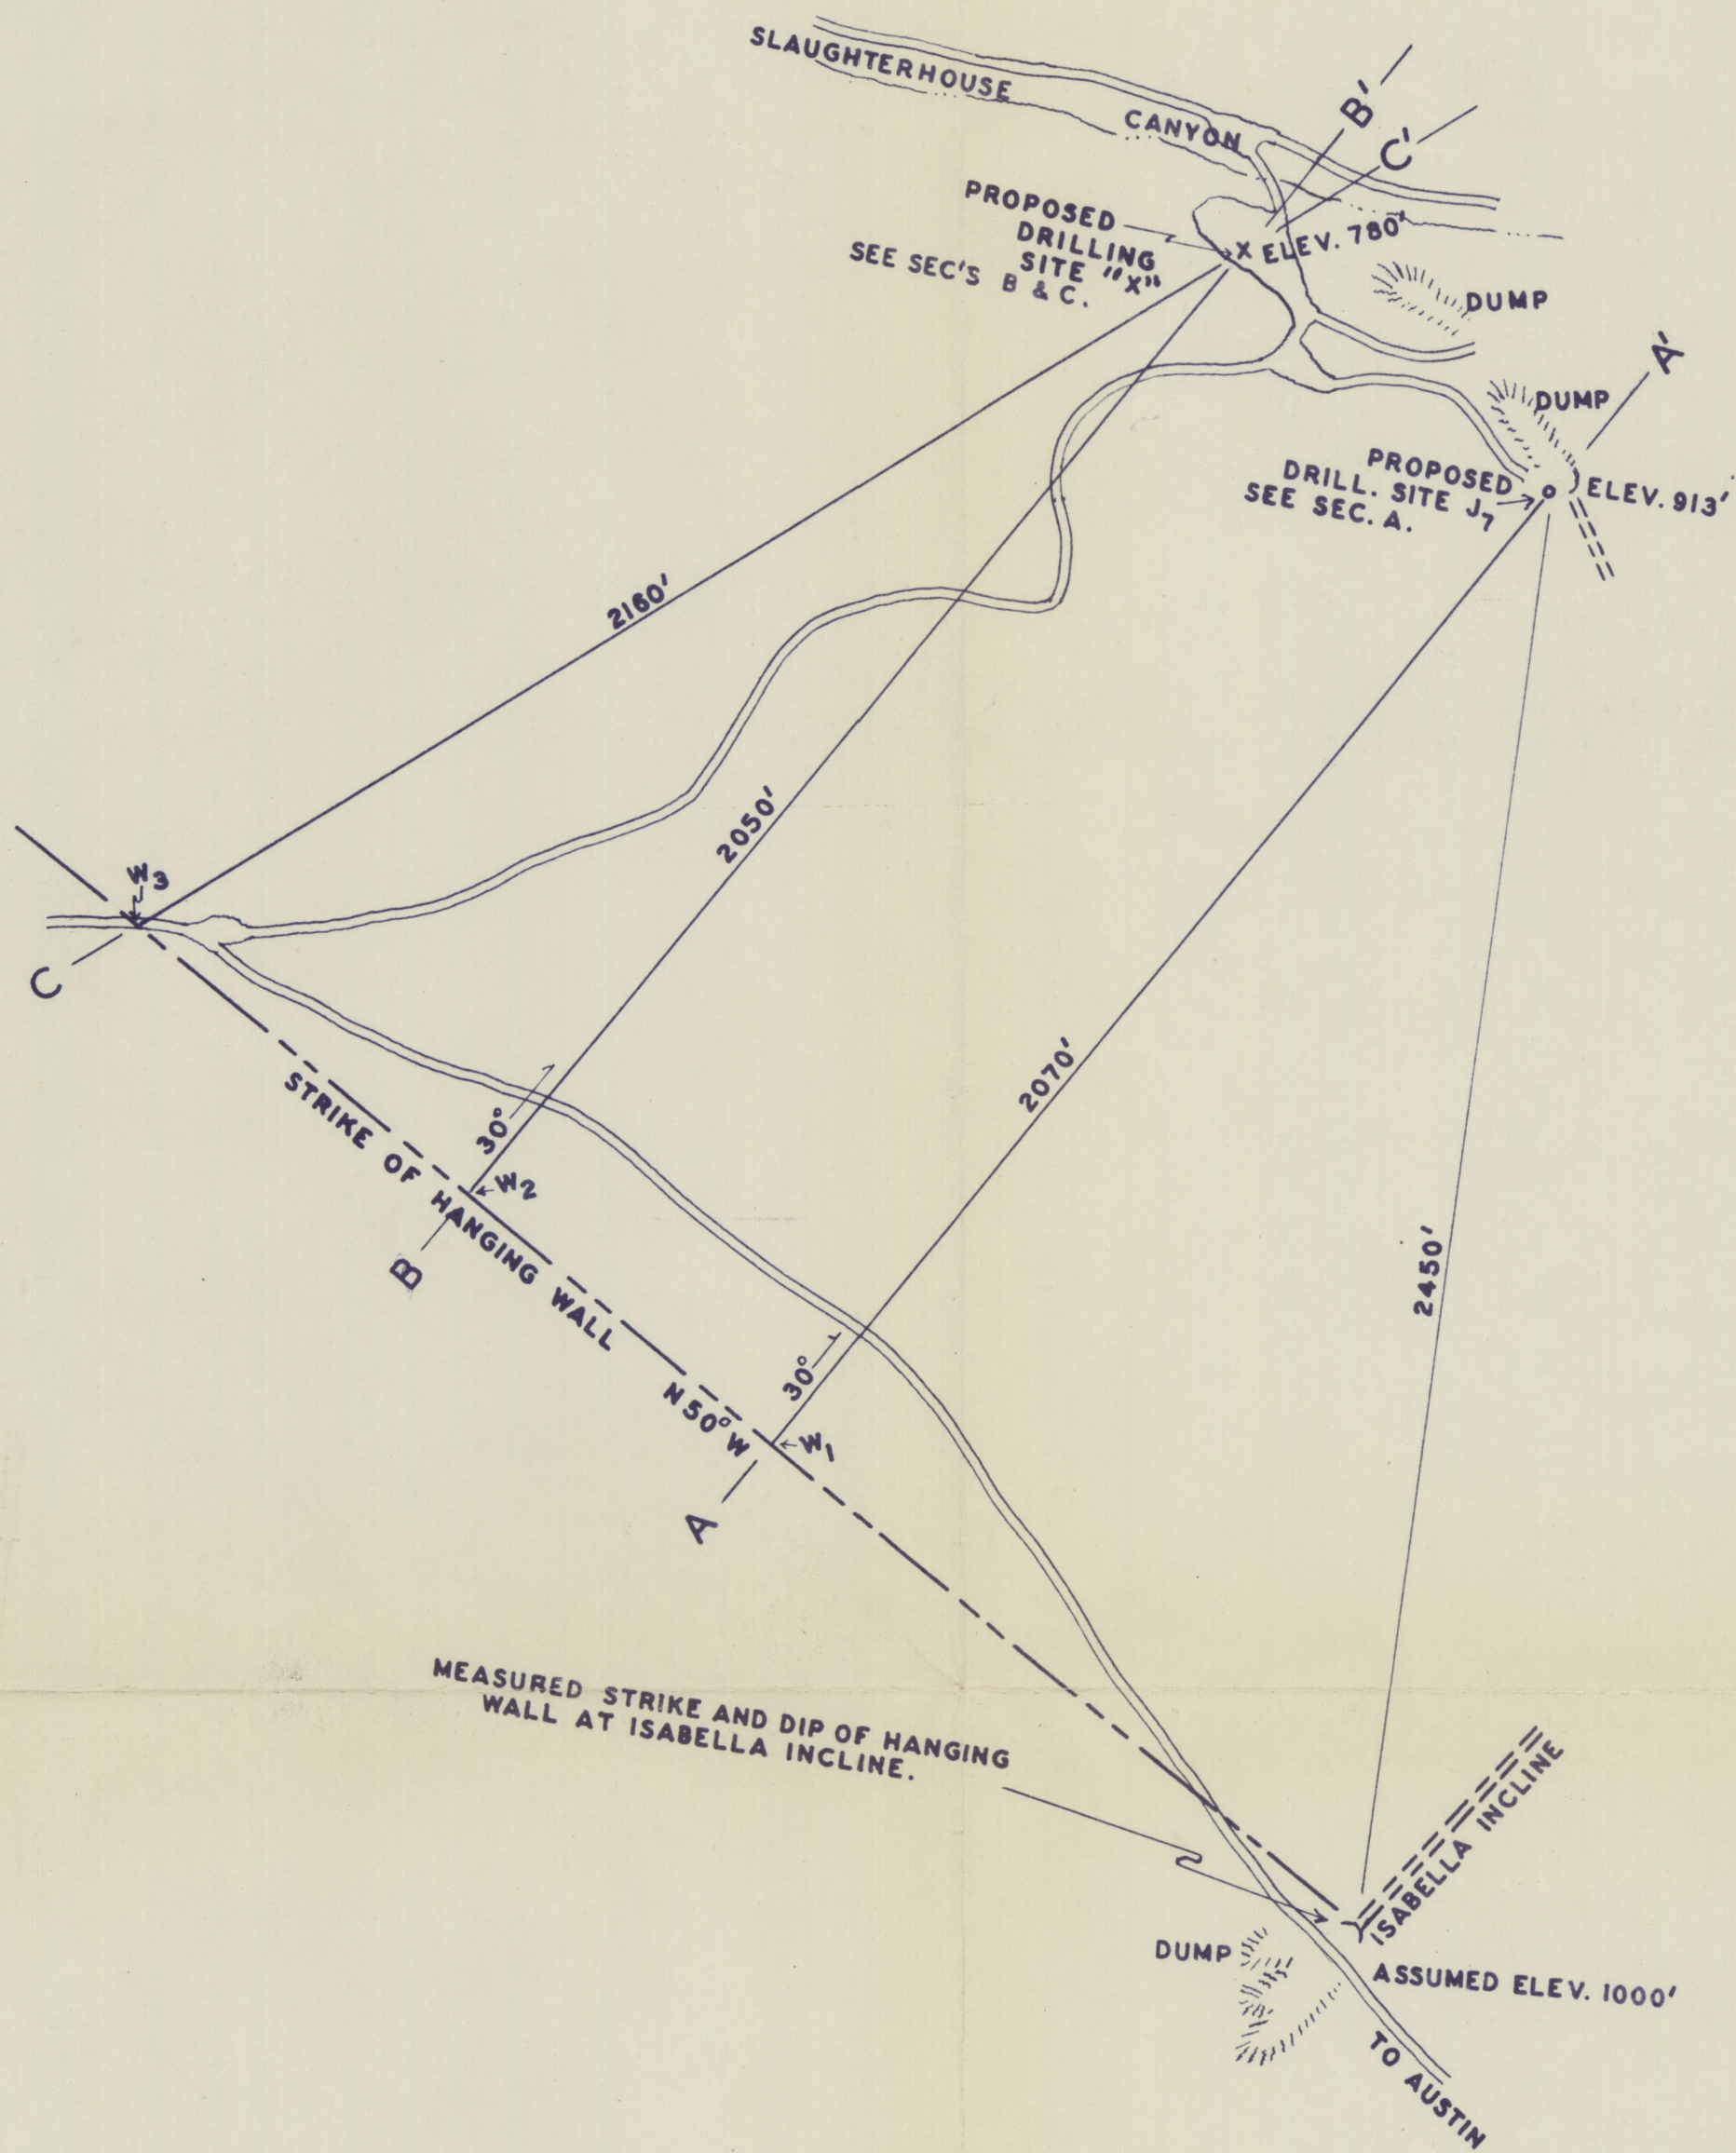 SLAUGHTERHOUSE
CANYON
B'
C'
PROPOSED
DRILLING
SITE "X"
SEE SEC'S B & C.
X ELEV. 780'
DUMP
A'
DUMP
PROPOSED
DRILL. SITE J7
SEE SEC. A.
ELEV. 913'
2160'
2050'
W3
C
2070'
30°
W2
B
STRIKE OF HANGING WALL N50°W
2450'
30°
W1
A
MEASURED STRIKE AND DIP OF HANGING
WALL AT ISABELLA INCLINE.
ISABELLA INCLINE
DUMP
ASSUMED ELEV. 1000'
TO AUSTIN